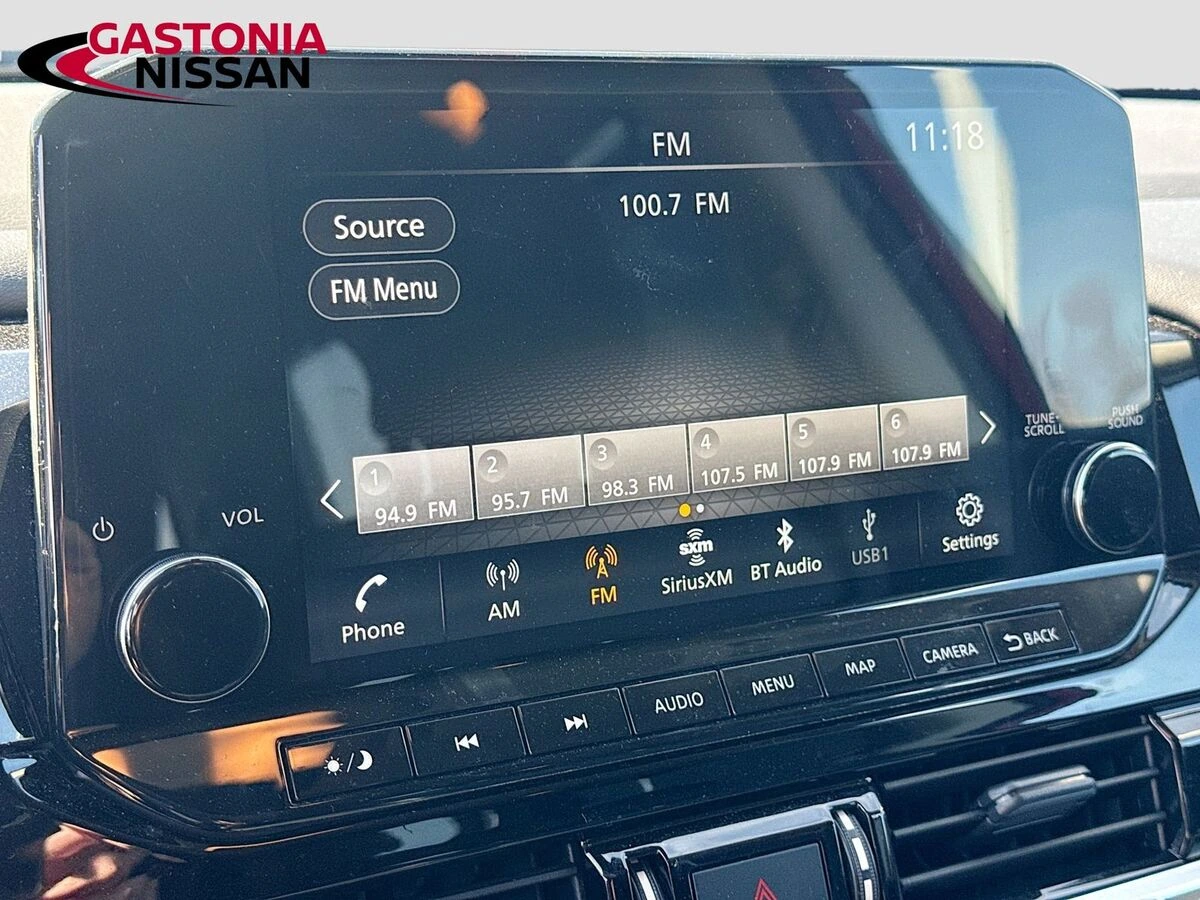 GASTONIA
NISSAN
FM
11:18
100.7 FM
Source
FM Menu
TUNE•
SCROLL
PUSH
SOUND
1
94.9 FM
2
95.7 FM
3
98.3 FM
4
107.5 FM
5
107.9 FM
6
107.9 FM
VOL
Phone
AM
FM
sxm
SiriusXM
BT Audio
USB1
Settings
AUDIO
MENU
MAP
CAMERA
BACK